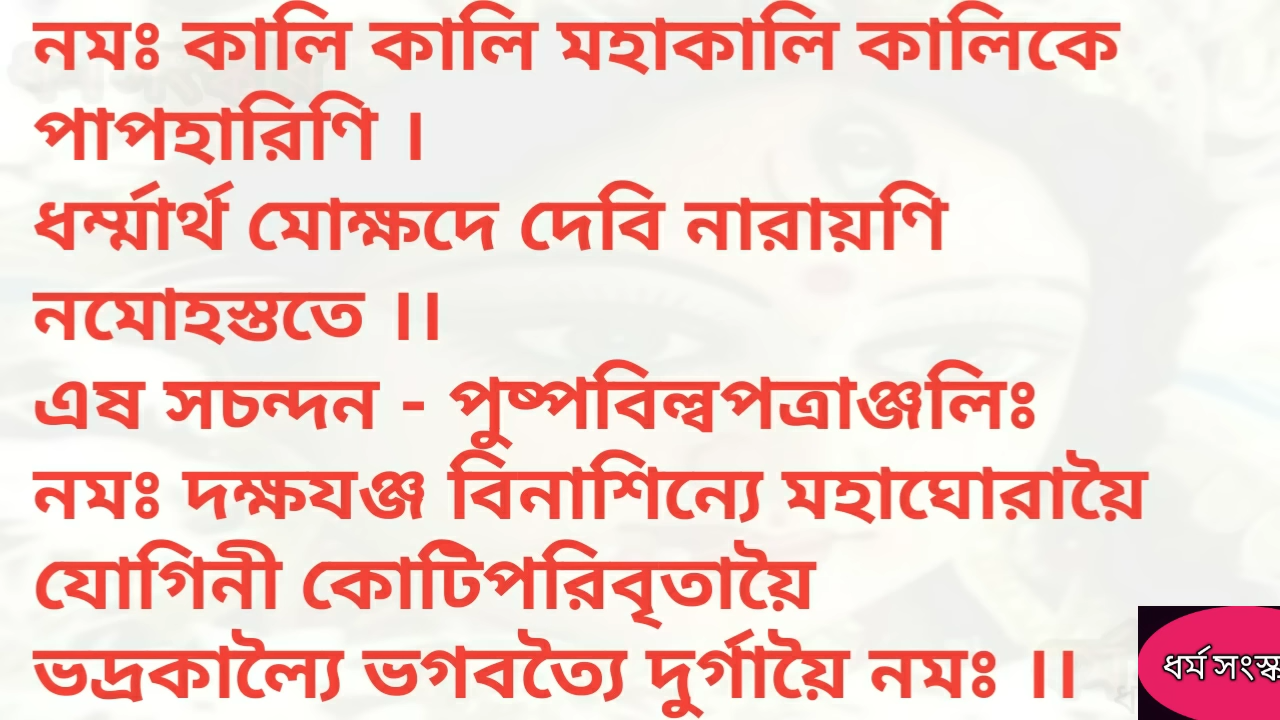 নমঃ কালি কালি মহাকালি কালিকে
পাপহারিণি ।
ধর্ম্মার্থ মোক্ষদে দেবি নারায়ণি
নমোহস্ততে ।।
এষ সচন্দন - পুষ্পবিল্বপত্রাঞ্জলিঃ
নমঃ দক্ষযঞ্জ বিনাশিন্যে মহাঘোরায়ৈ
যোগিনী কোটিপরিবৃতায়ৈ
ভদ্রকাল্যৈ ভগবত্যৈ দুর্গায়ৈ নমঃ ।।
ধর্ম